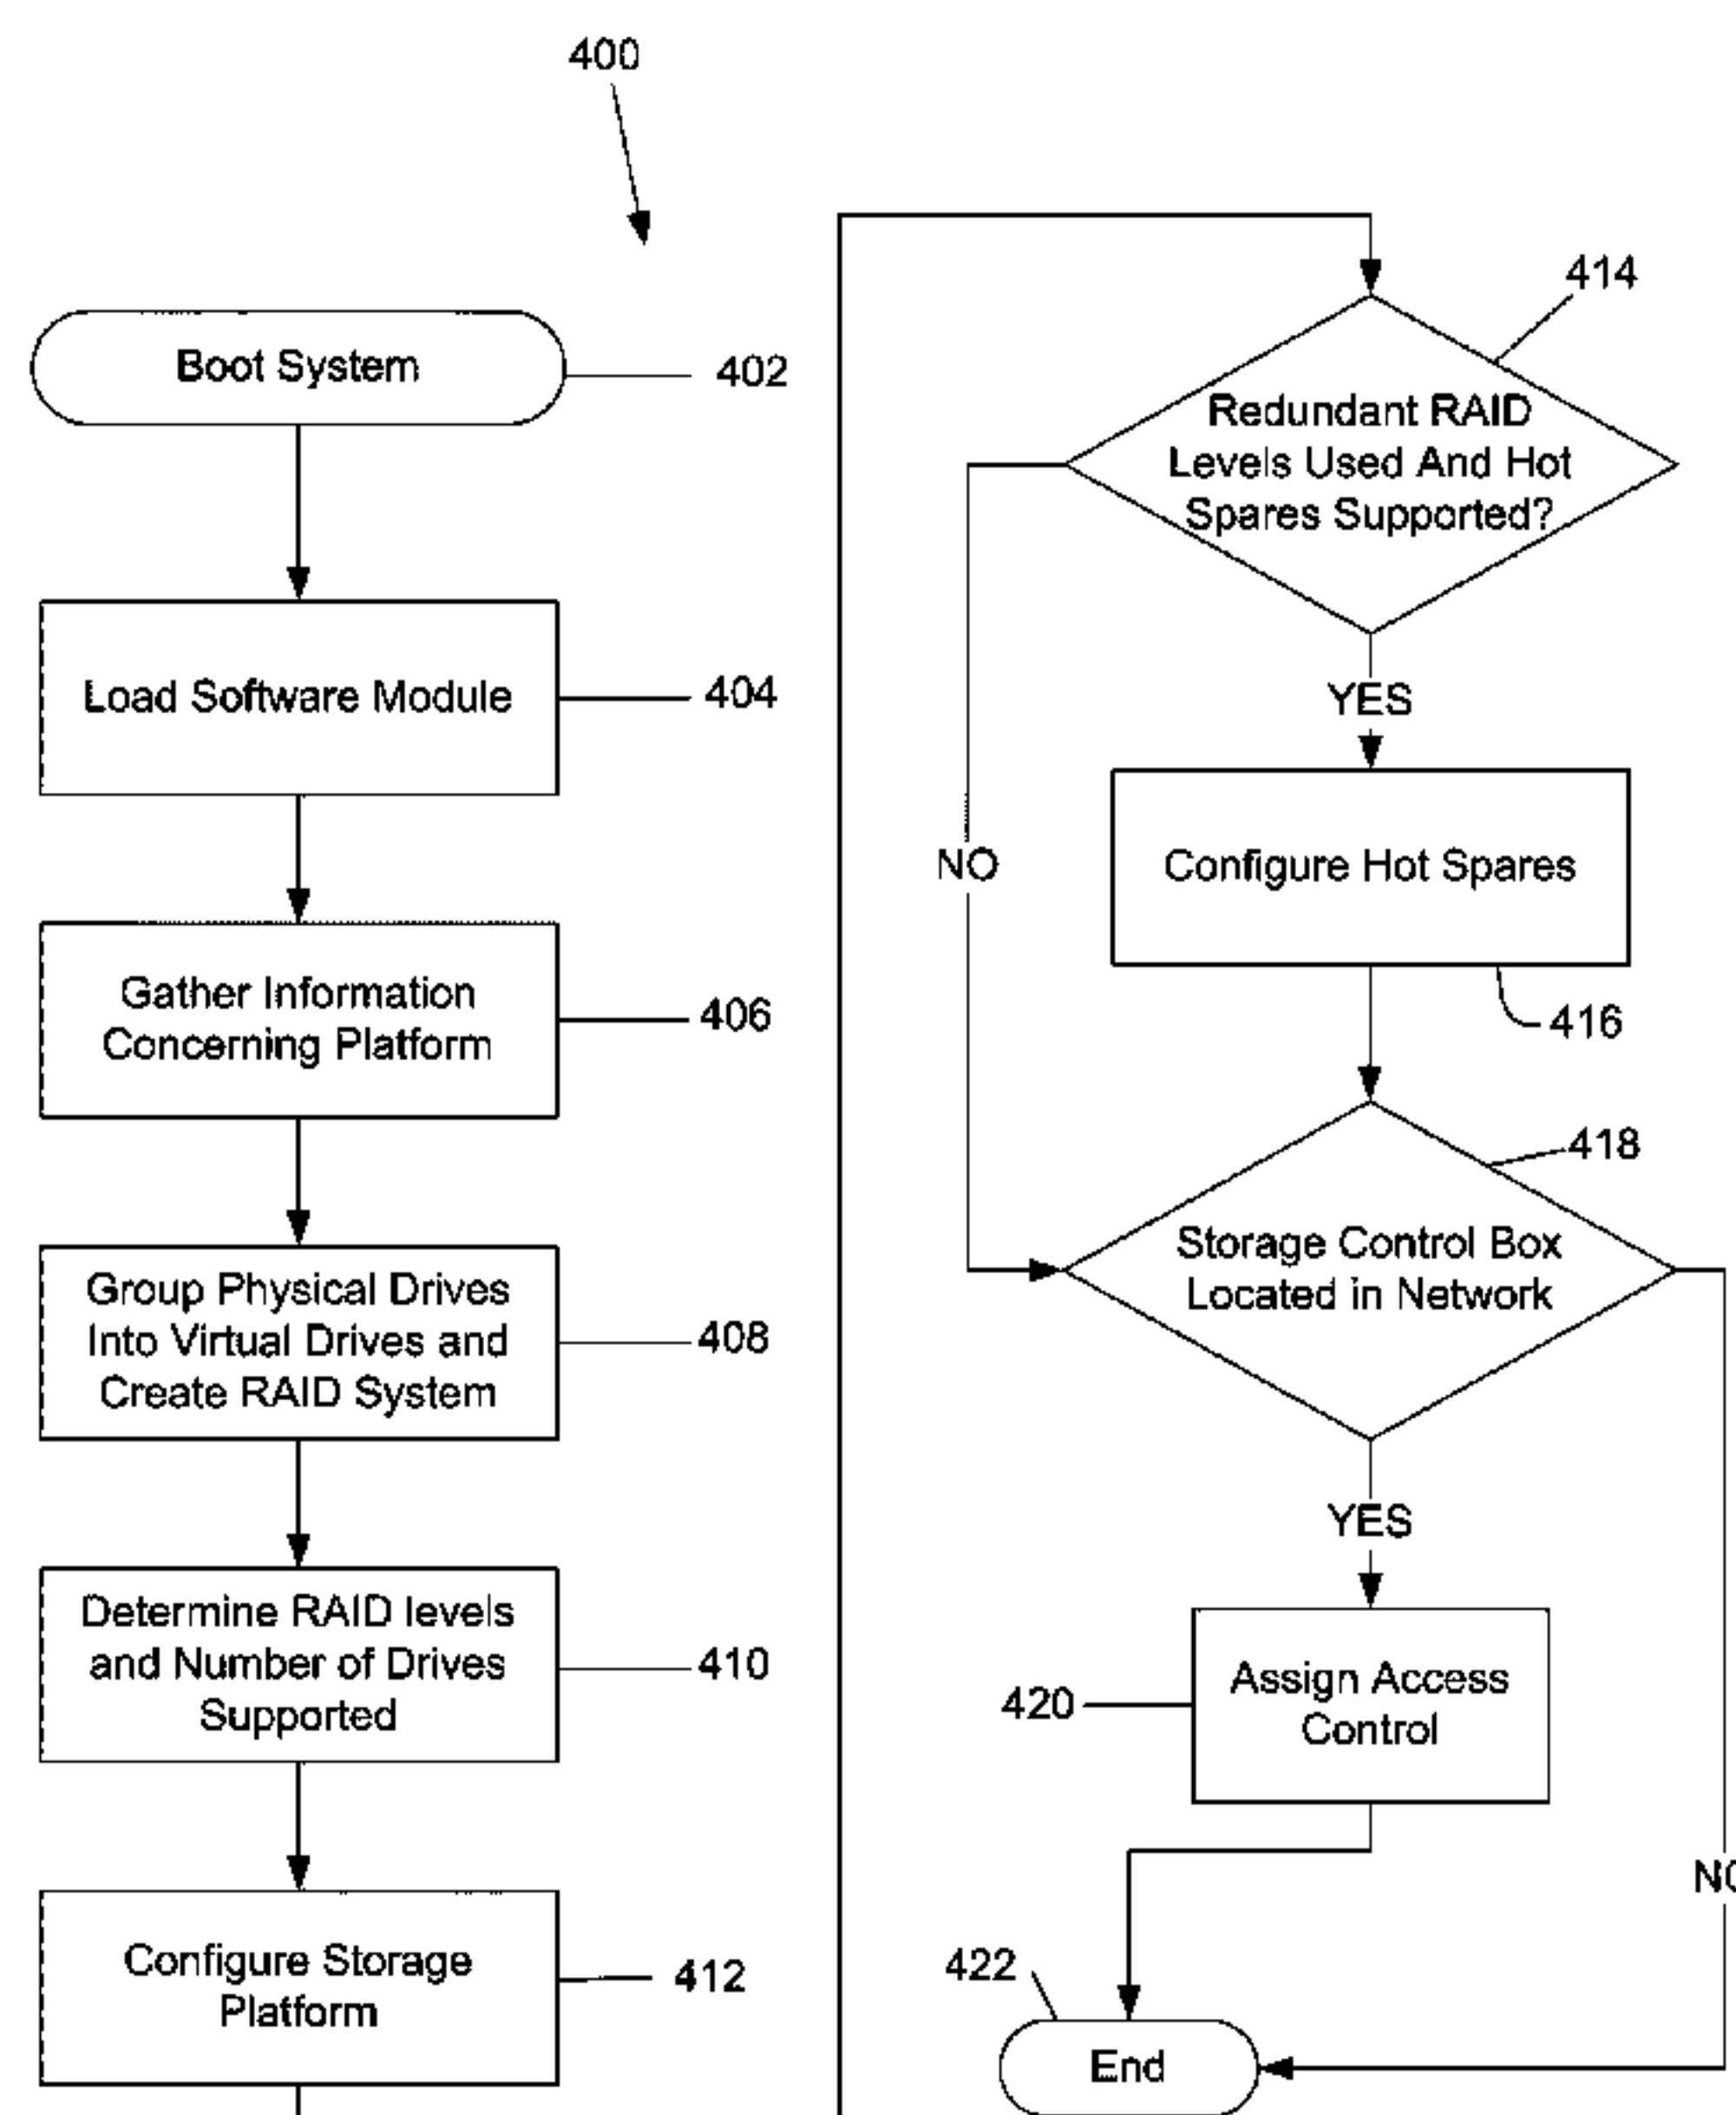 400
Boot System
402
Load Software Module
404
Gather Information
Concerning Platform
406
Group Physical Drives
Into Virtual Drives and
Create RAID System
408
Determine RAID levels
and Number of Drives
Supported
410
Configure Storage
Platform
412
414
Redundant RAID
Levels Used And Hot
Spares Supported?
YES
NO
Configure Hot Spares
416
418
Storage Control Box
Located in Network
YES
420
Assign Access
Control
NO
422
End